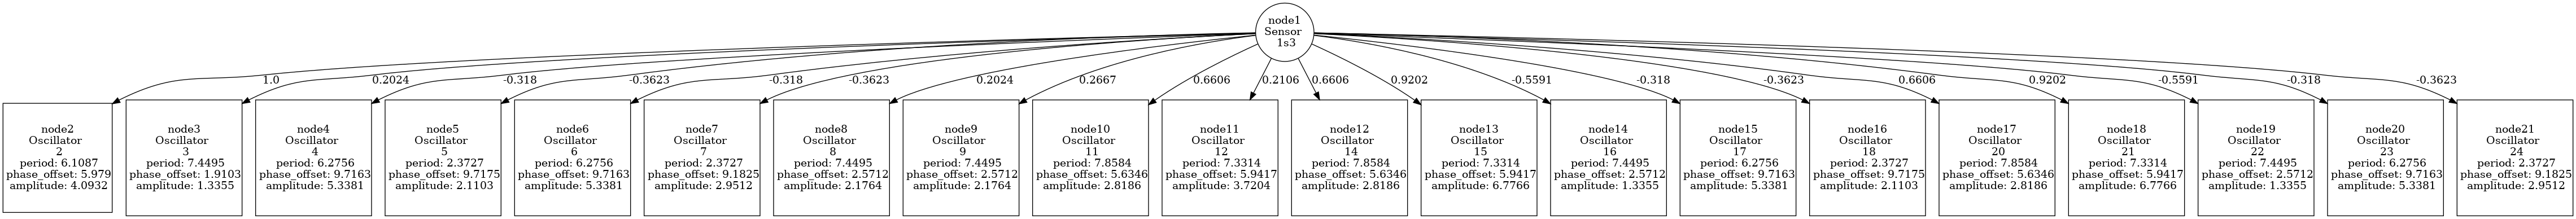 node1
Sensor
1s3
1.0
0.2024
-0.318
-0.3623
-0.318
-0.3623
0.2024
0.2667
0.6606
0.2106
0.6606
0.9202
-0.5591
-0.318
-0.3623
0.6606
0.9202
-0.5591
-0.318
-0.3623
node2
Oscillator
2
period: 6.1087
phase_offset: 5.979
amplitude: 4.0932
node3
Oscillator
3
period: 7.4495
phase_offset: 1.9103
amplitude: 1.3355
node4
Oscillator
4
period: 6.2756
phase_offset: 9.7163
amplitude: 5.3381
node5
Oscillator
5
period: 2.3727
phase_offset: 9.7175
amplitude: 2.1103
node6
Oscillator
6
period: 6.2756
phase_offset: 9.7163
amplitude: 5.3381
node7
Oscillator
7
period: 2.3727
phase_offset: 9.1825
amplitude: 2.9512
node8
Oscillator
8
period: 7.4495
phase_offset: 2.5712
amplitude: 2.1764
node9
Oscillator
9
period: 7.4495
phase_offset: 2.5712
amplitude: 2.1764
node10
Oscillator
11
period: 7.8584
phase_offset: 5.6346
amplitude: 2.8186
node11
Oscillator
12
period: 7.3314
phase_offset: 5.9417
amplitude: 3.7204
node12
Oscillator
14
period: 7.8584
phase_offset: 5.6346
amplitude: 2.8186
node13
Oscillator
15
period: 7.3314
phase_offset: 5.9417
amplitude: 6.7766
node14
Oscillator
16
period: 7.4495
phase_offset: 2.5712
amplitude: 1.3355
node15
Oscillator
17
period: 6.2756
phase_offset: 9.7163
amplitude: 5.3381
node16
Oscillator
18
period: 2.3727
phase_offset: 9.7175
amplitude: 2.1103
node17
Oscillator
20
period: 7.8584
phase_offset: 5.6346
amplitude: 2.8186
node18
Oscillator
21
period: 7.3314
phase_offset: 5.9417
amplitude: 6.7766
node19
Oscillator
22
period: 7.4495
phase_offset: 2.5712
amplitude: 1.3355
node20
Oscillator
23
period: 6.2756
phase_offset: 9.7163
amplitude: 5.3381
node21
Oscillator
24
period: 2.3727
phase_offset: 9.1825
amplitude: 2.9512